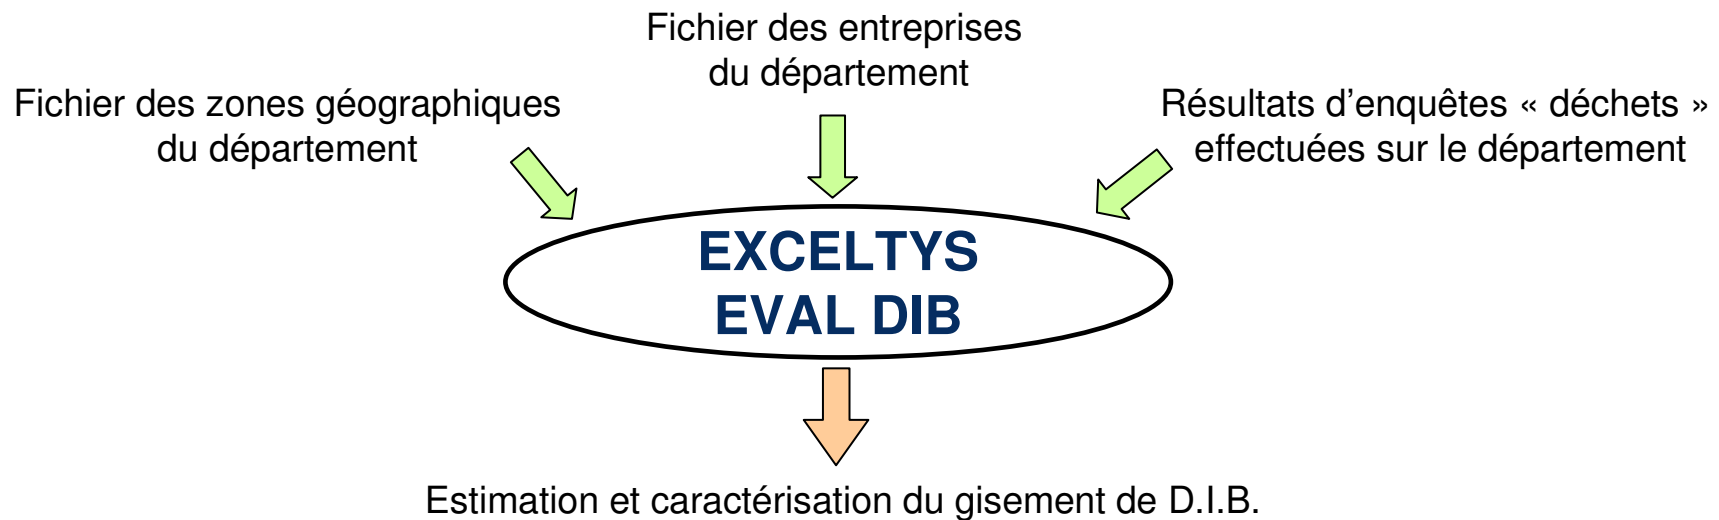 Fichier des entreprises
du département
Fichier des zones géographiques
du département
Résultats d’enquêtes « déchets »
effectuées sur le département
EXCELTYS
EVAL DIB
Estimation et caractérisation du gisement de D.I.B.